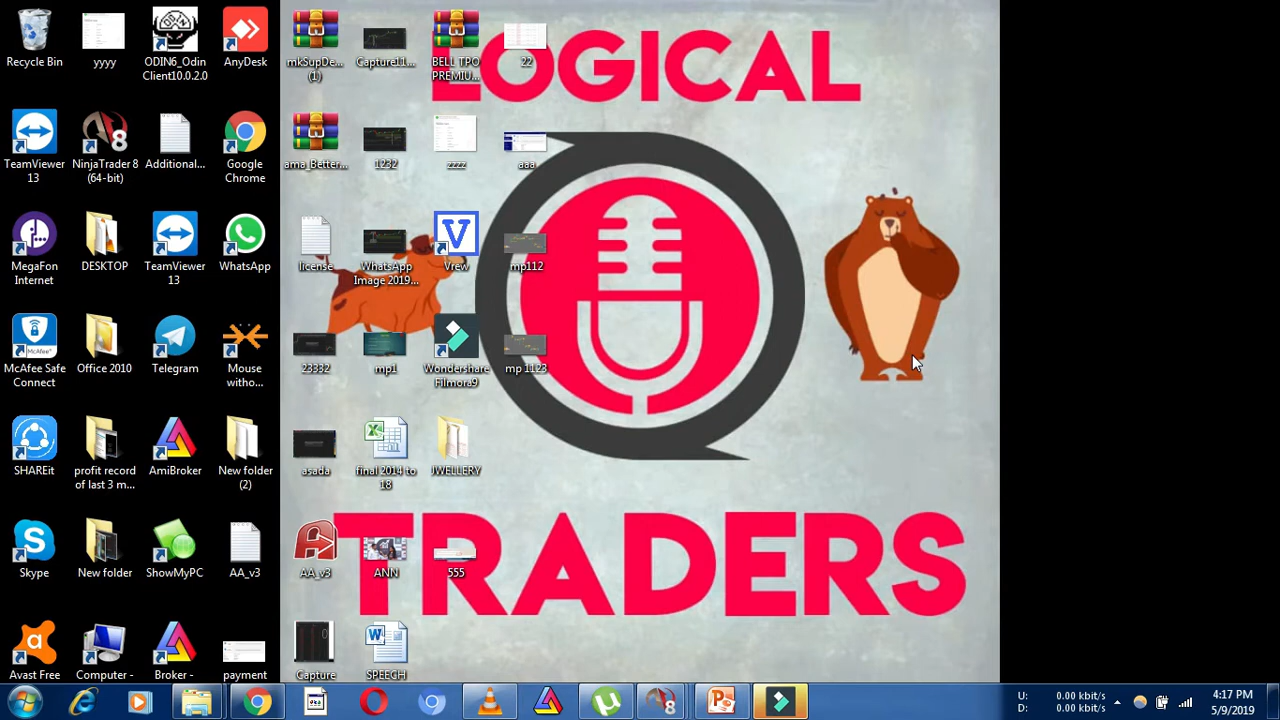 LOGICAL
TRADERS
Recycle Bin
yyyy
ODIN6_Odin
Client10.0.2.0
AnyDesk
mkSupDe...
(1)
Capture11...
BELL TPO
PREMIU...
22
TeamViewer
13
NinjaTrader 8
(64-bit)
Additional...
Google
Chrome
ama_Better...
1232
zzzz
aaa
MegaFon
Internet
DESKTOP
TeamViewer
13
WhatsApp
license
WhatsApp
Image 2019...
Vrew
mp112
McAfee Safe
Connect
Office 2010
Telegram
Mouse
witho...
23332
mp1
Wondershare
Filmora9
mp 1123
SHAREit
profit record
of last 3 m...
AmiBroker
New folder
(2)
asada
final 2014 to
18
JWELLERY
Skype
New folder
ShowMyPC
AA_v3
AA_v3
ANN
555
Avast Free
Computer -
Broker -
payment
Capture
SPEECH
U: 0.00 kbit/s
D: 0.00 kbit/s
4:17 PM
5/9/2019